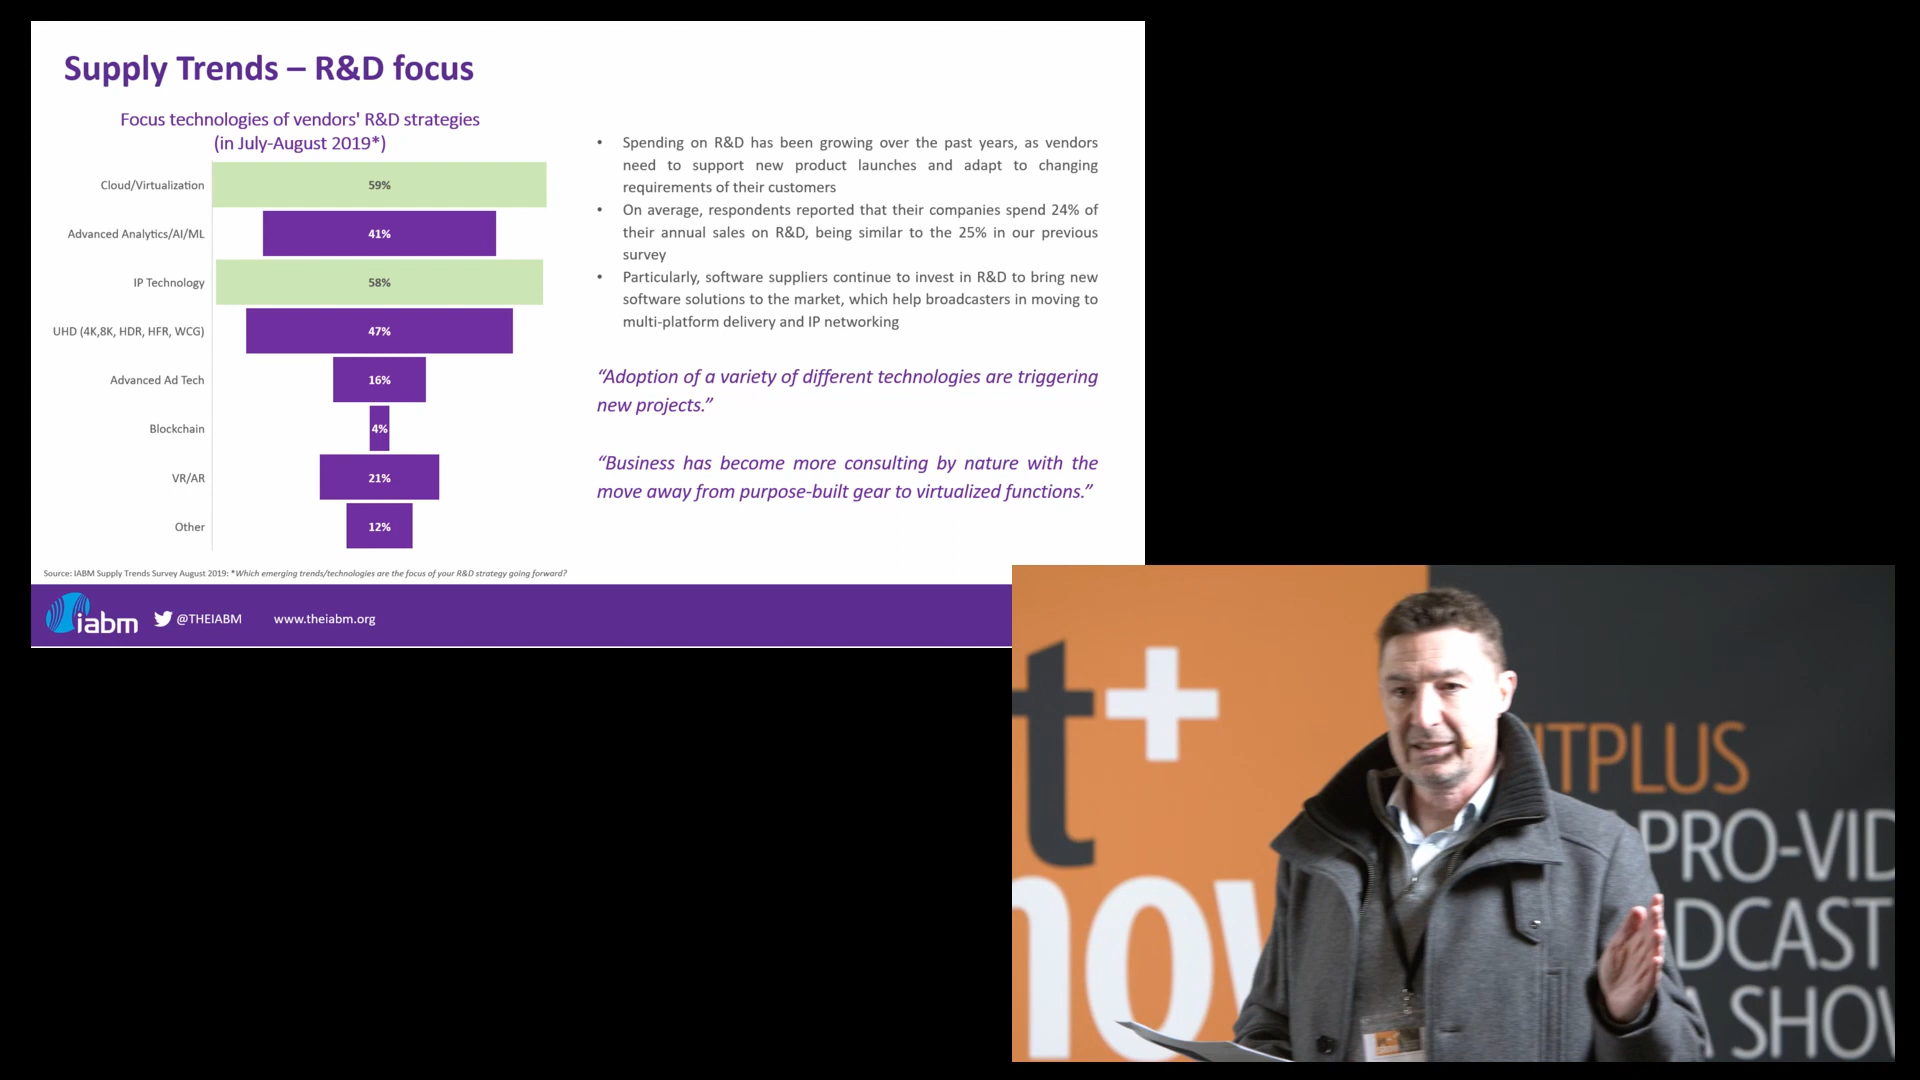 Supply Trends – R&D focus
Focus technologies of vendors' R&D strategies
(in July-August 2019*)
Cloud/Virtualization 59%
Advanced Analytics/AI/ML 41%
IP Technology 58%
UHD (4K,8K, HDR, HFR, WCG) 47%
Advanced Ad Tech 16%
Blockchain 4%
VR/AR 21%
Other 12%
Source: IABM Supply Trends Survey August 2019: *Which emerging trends/technologies are the focus of your R&D strategy going forward?
• Spending on R&D has been growing over the past years, as vendors
need to support new product launches and adapt to changing
requirements of their customers
• On average, respondents reported that their companies spend 24% of
their annual sales on R&D, being similar to the 25% in our previous
survey
• Particularly, software suppliers continue to invest in R&D to bring new
software solutions to the market, which help broadcasters in moving to
multi-platform delivery and IP networking
“Adoption of a variety of different technologies are triggering
new projects.”
“Business has become more consulting by nature with the
move away from purpose-built gear to virtualized functions.”
iabm @THEIABM www.theiabm.org
t+
how
ITPLUS
PRO-VID
DCAST
A SHOW